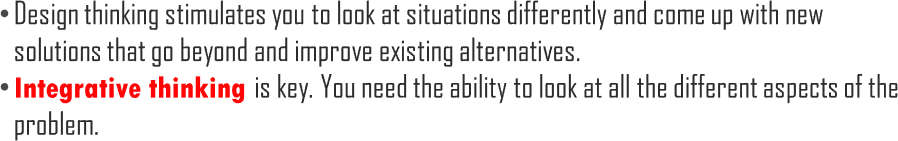 • Design thinking stimulates you to look at situations differently and come up with new
solutions that go beyond and improve existing alternatives.
• Integrative thinking is key. You need the ability to look at all the different aspects of the
problem.